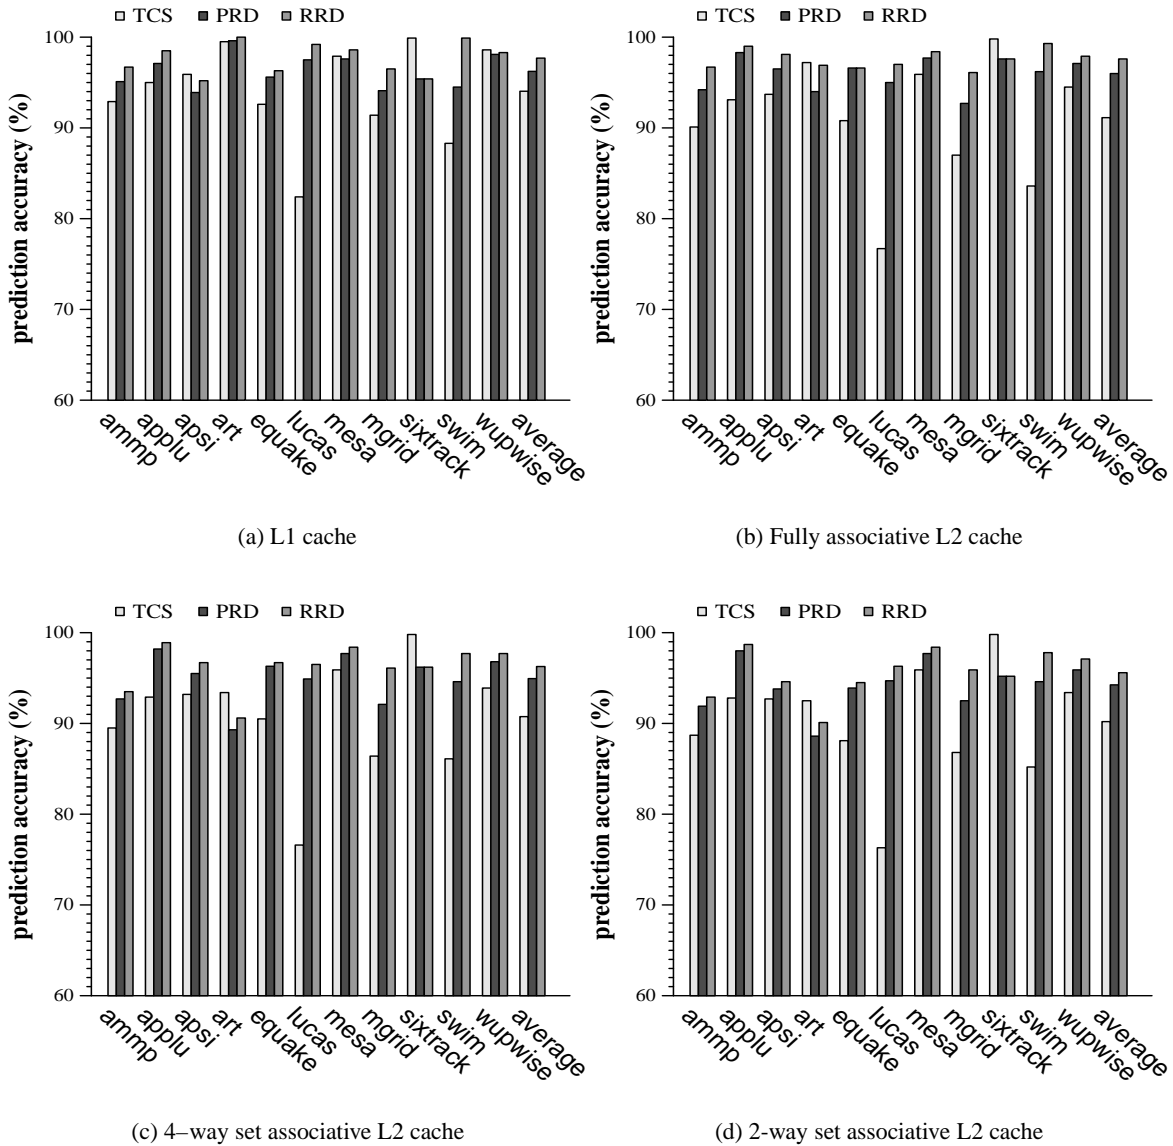 TCS PRD RRD
100
90
80
70
60
prediction accuracy (%)
ammp applu apsi art equake lucas mesa mgrid sixtrack swim wupwise average
(a) L1 cache
TCS PRD RRD
100
90
80
70
60
prediction accuracy (%)
ammp applu apsi art equake lucas mesa mgrid sixtrack swim wupwise average
(b) Fully associative L2 cache
TCS PRD RRD
100
90
80
70
60
prediction accuracy (%)
ammp applu apsi art equake lucas mesa mgrid sixtrack swim wupwise average
(c) 4–way set associative L2 cache
TCS PRD RRD
100
90
80
70
60
prediction accuracy (%)
ammp applu apsi art equake lucas mesa mgrid sixtrack swim wupwise average
(d) 2-way set associative L2 cache